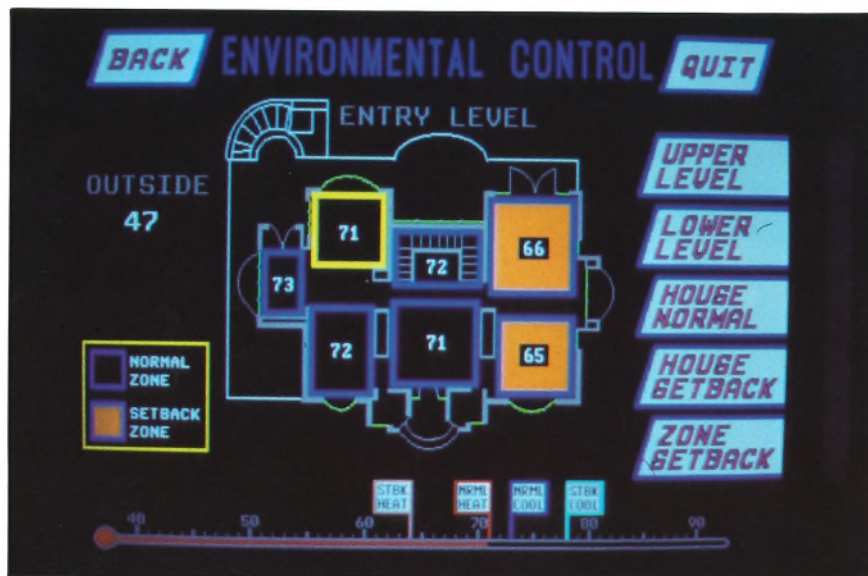 BACK
ENVIRONMENTAL CONTROL
QUIT
ENTRY LEVEL
OUTSIDE
47
71
66
72
73
72
71
65
NORMAL
ZONE
SETBACK
ZONE
UPPER
LEVEL
LOWER
LEVEL
HOUSE
NORMAL
HOUSE
SETBACK
ZONE
SETBACK
STBK
HEAT
NRML
HEAT
NRML
COOL
STBK
COOL
40
50
60
70
80
90